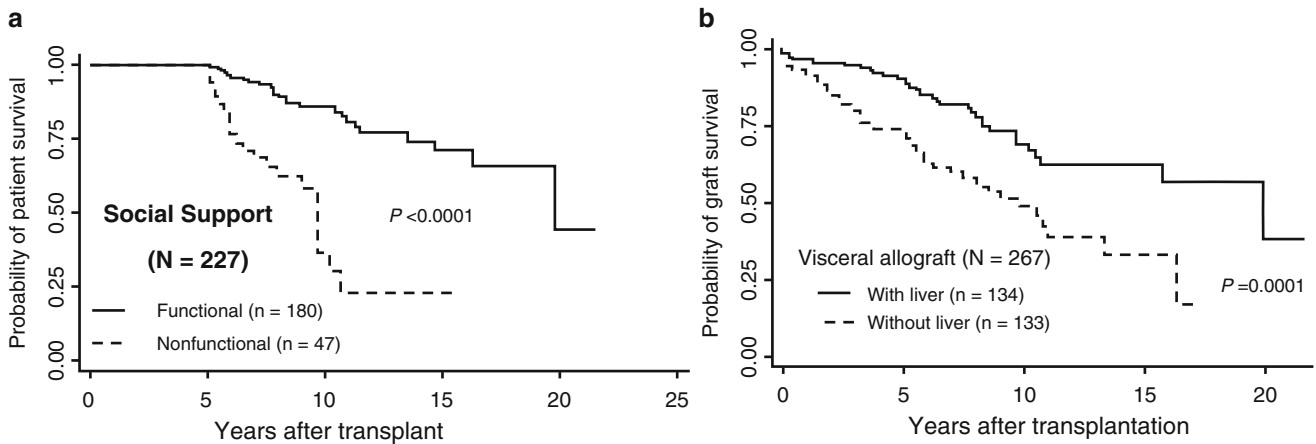 a
Probability of patient survival
1.00
0.75
0.50
0.25
0.00
Social Support
(N = 227)
P <0.0001
Functional (n = 180)
Nonfunctional (n = 47)
0 5 10 15 20 25
Years after transplant
b
Probability of graft survival
1.00
0.75
0.50
0.25
0.00
Visceral allograft (N = 267)
P =0.0001
With liver (n = 134)
Without liver (n = 133)
0 5 10 15 20
Years after transplantation